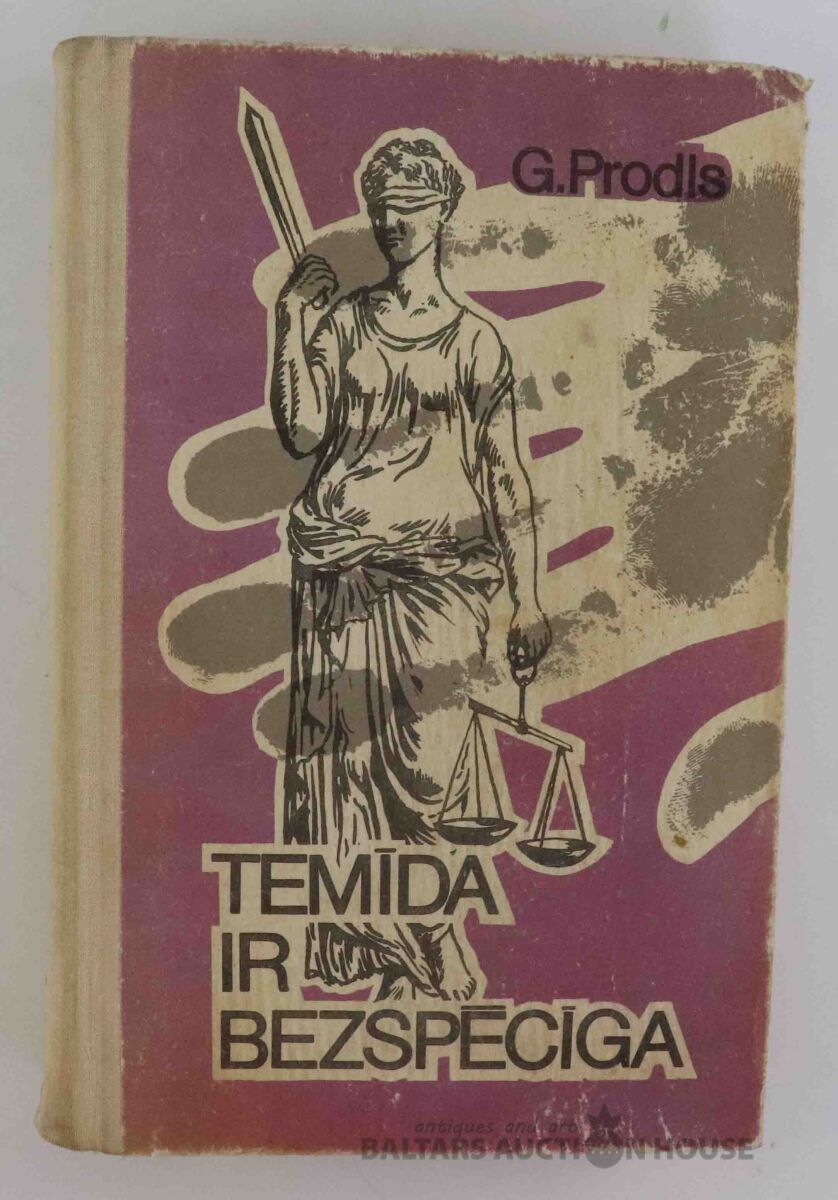 G.Prodls
TEMĪDA
IR
BEZSPĒCĪGA
antiques and art
BALTARS AUCTION HOUSE